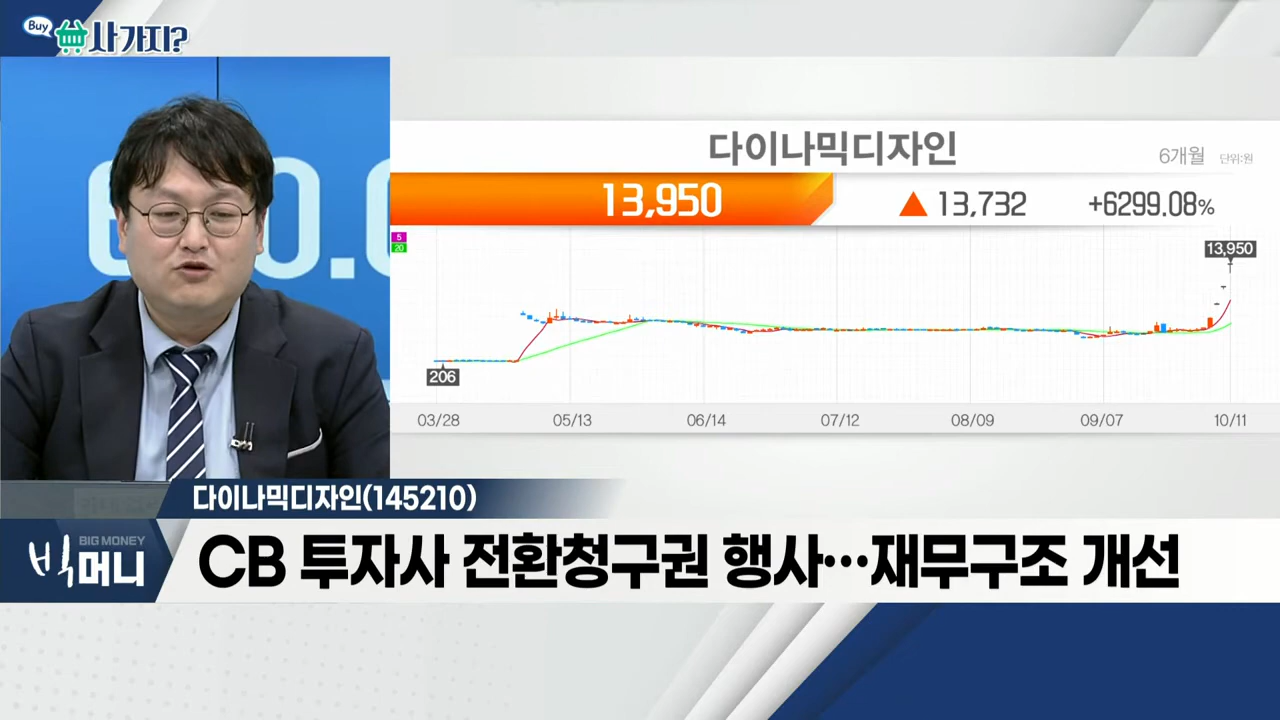 Buy
사가지?
다이나믹디자인
6개월 단위:원
13,950 ▲ 13,732 +6299.08%
5
20
13,950
206
03/28 05/13 06/14 07/12 08/09 09/07 10/11
다이나믹디자인(145210)
BIG MONEY
빅머니
CB 투자사 전환청구권 행사…재무구조 개선